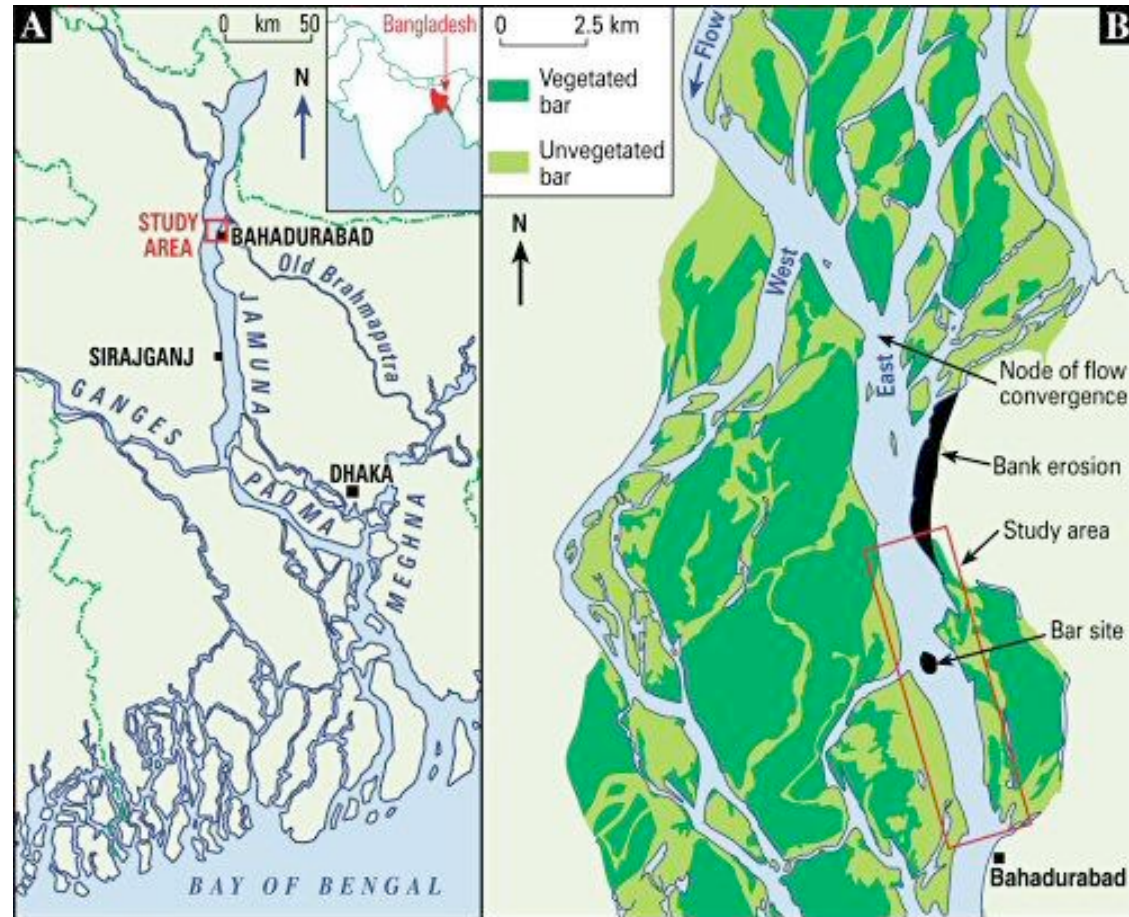 A
km
0 50
Bangladesh
N
STUDY
AREA
BAHADURABAD
Old Brahmaputra
JAMUNA
SIRAJGANJ
GANGES
PADMA
DHAKA
MEGHNA
BAY OF BENGAL
B
0 2.5 km
Vegetated
bar
Unvegetated
bar
N
Flow
West
East
Node of flow
convergence
Bank erosion
Study area
Bar site
Bahadurabad